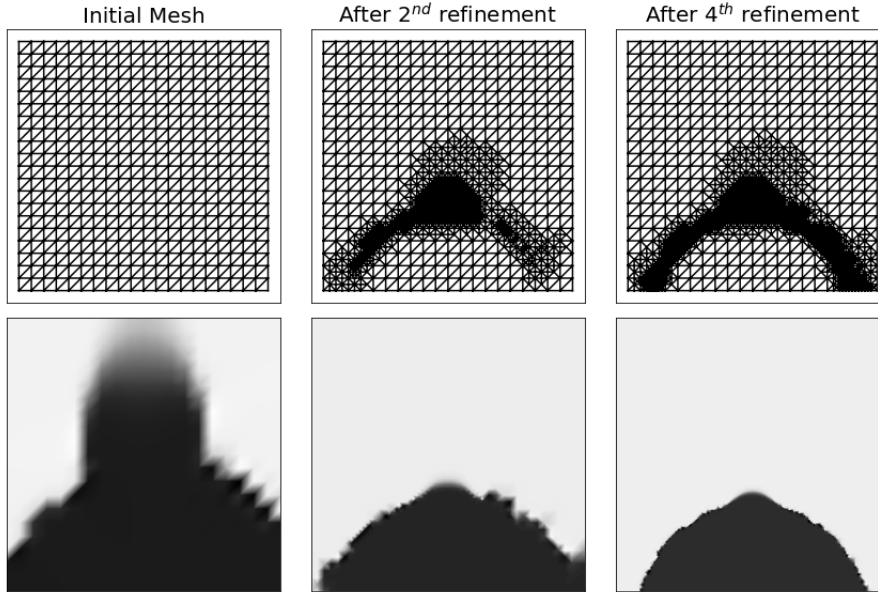 Initial Mesh
After 2nd refinement
After 4th refinement